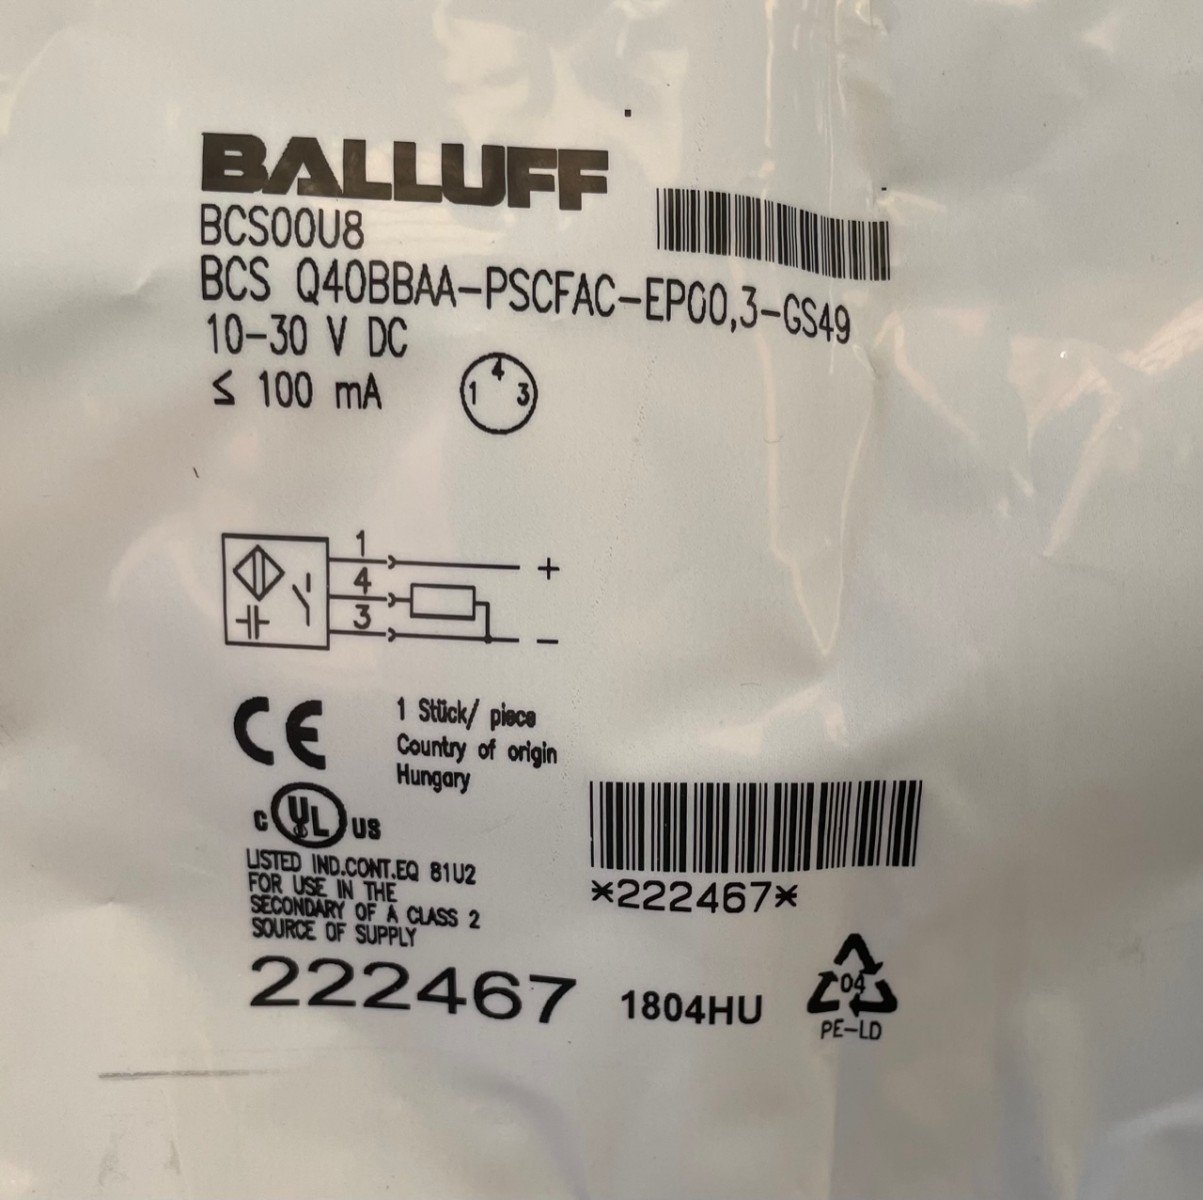 BALLUFF
BCS00U8
BCS Q40BBAA-PSCFAC-EP00,3-GS49
10-30 V DC
≤ 100 mA
4
1 3
1
4
3
+
-
CE
1 Stück/ piece
Country of origin
Hungary
C UL US
LISTED IND.CONT.EQ 81U2
FOR USE IN THE
SECONDARY OF A CLASS 2
SOURCE OF SUPPLY
*222467*
222467
1804HU
04
PE-LD